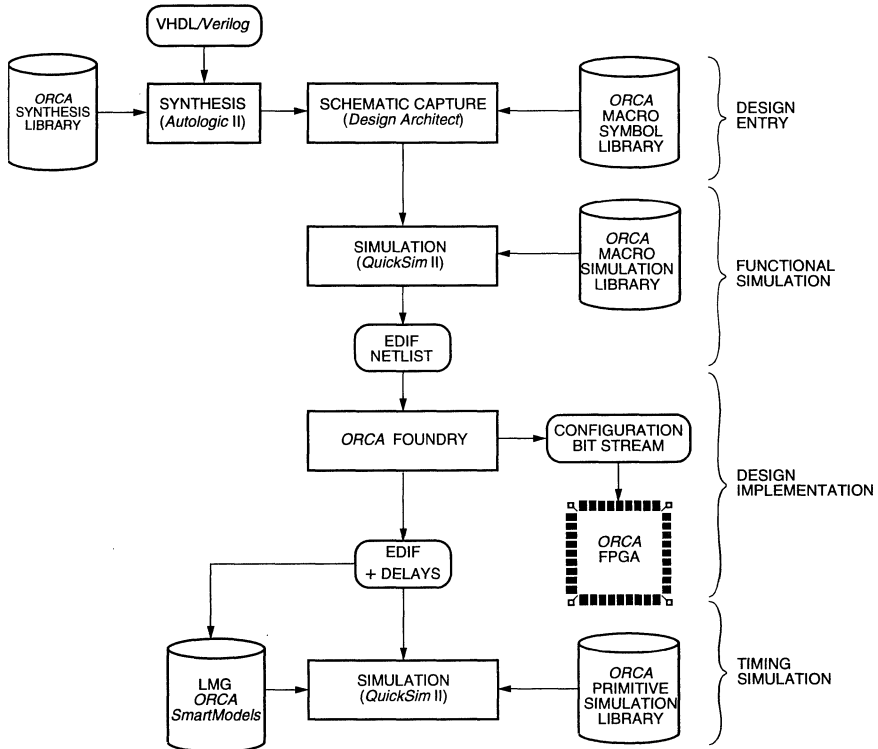 VHDL/Verilog
ORCA
SYNTHESIS
LIBRARY
SYNTHESIS
(Autologic II)
SCHEMATIC CAPTURE
(Design Architect)
ORCA
MACRO
SYMBOL
LIBRARY
DESIGN
ENTRY
SIMULATION
(QuickSim II)
ORCA
MACRO
SIMULATION
LIBRARY
FUNCTIONAL
SIMULATION
EDIF
NETLIST
ORCA FOUNDRY
CONFIGURATION
BIT STREAM
DESIGN
IMPLEMENTATION
ORCA
FPGA
EDIF
+ DELAYS
LMG
ORCA
SmartModels
SIMULATION
(QuickSim II)
ORCA
PRIMITIVE
SIMULATION
LIBRARY
TIMING
SIMULATION